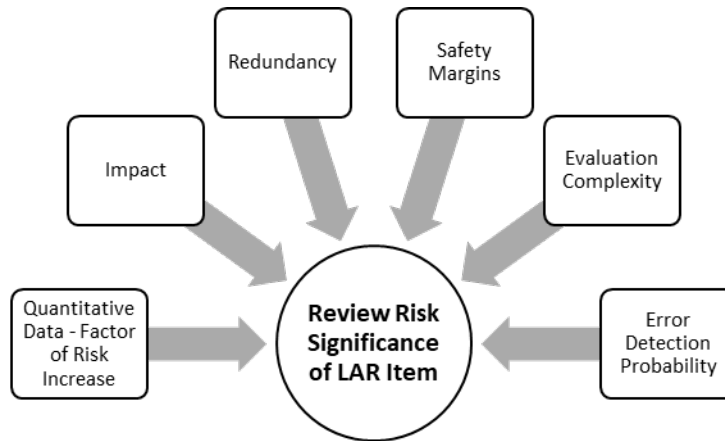 Redundancy
Safety
Margins
Impact
Evaluation
Complexity
Quantitative
Data - Factor
of Risk
Increase
Review Risk
Significance
of LAR Item
Error
Detection
Probability